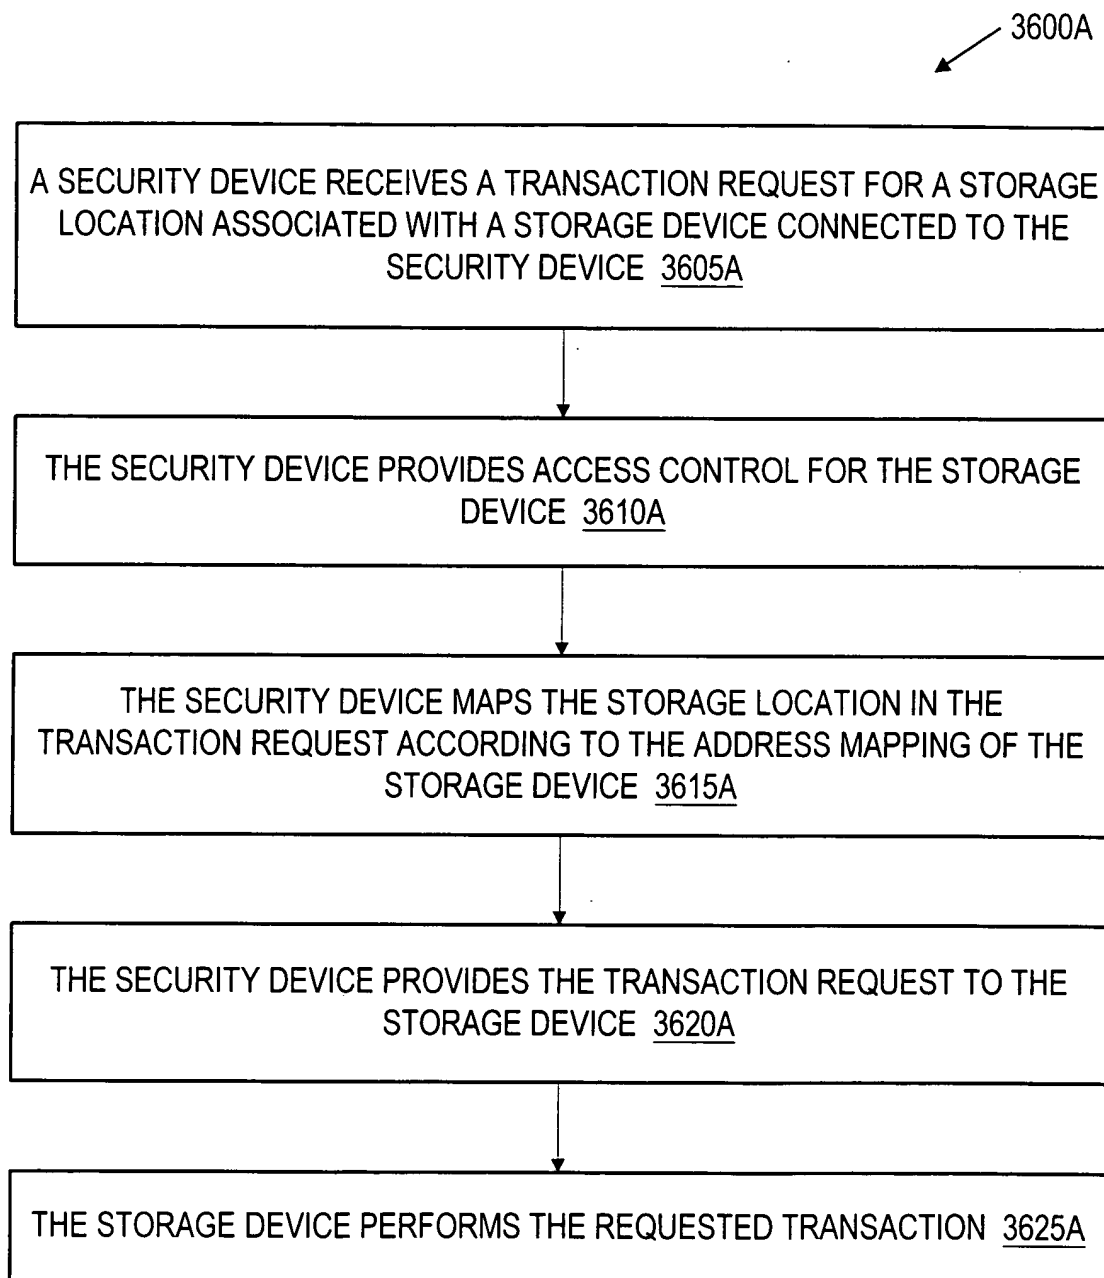 3600A
A SECURITY DEVICE RECEIVES A TRANSACTION REQUEST FOR A STORAGE
LOCATION ASSOCIATED WITH A STORAGE DEVICE CONNECTED TO THE
SECURITY DEVICE 3605A
THE SECURITY DEVICE PROVIDES ACCESS CONTROL FOR THE STORAGE
DEVICE 3610A
THE SECURITY DEVICE MAPS THE STORAGE LOCATION IN THE
TRANSACTION REQUEST ACCORDING TO THE ADDRESS MAPPING OF THE
STORAGE DEVICE 3615A
THE SECURITY DEVICE PROVIDES THE TRANSACTION REQUEST TO THE
STORAGE DEVICE 3620A
THE STORAGE DEVICE PERFORMS THE REQUESTED TRANSACTION 3625A